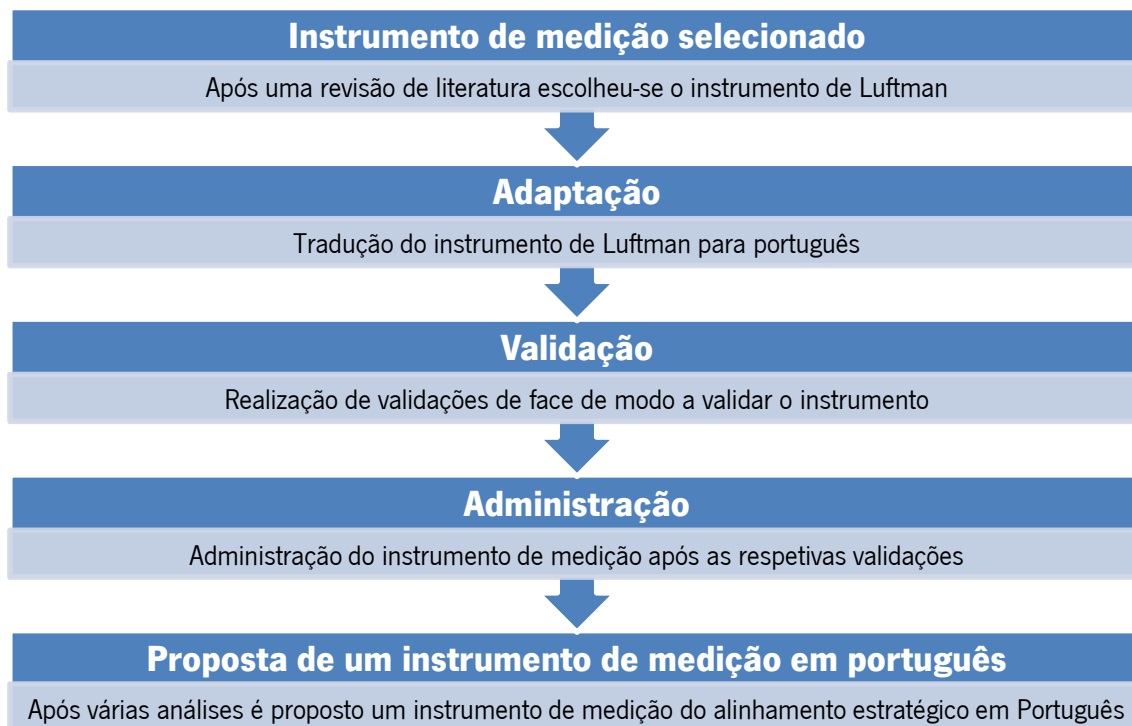 Instrumento de medição selecionado
Após uma revisão de literatura escolheu-se o instrumento de Luftman
Adaptação
Tradução do instrumento de Luftman para português
Validação
Realização de validações de face de modo a validar o instrumento
Administração
Administração do instrumento de medição após as respetivas validações
Proposta de um instrumento de medição em português
Após várias análises é proposto um instrumento de medição do alinhamento estratégico em Português